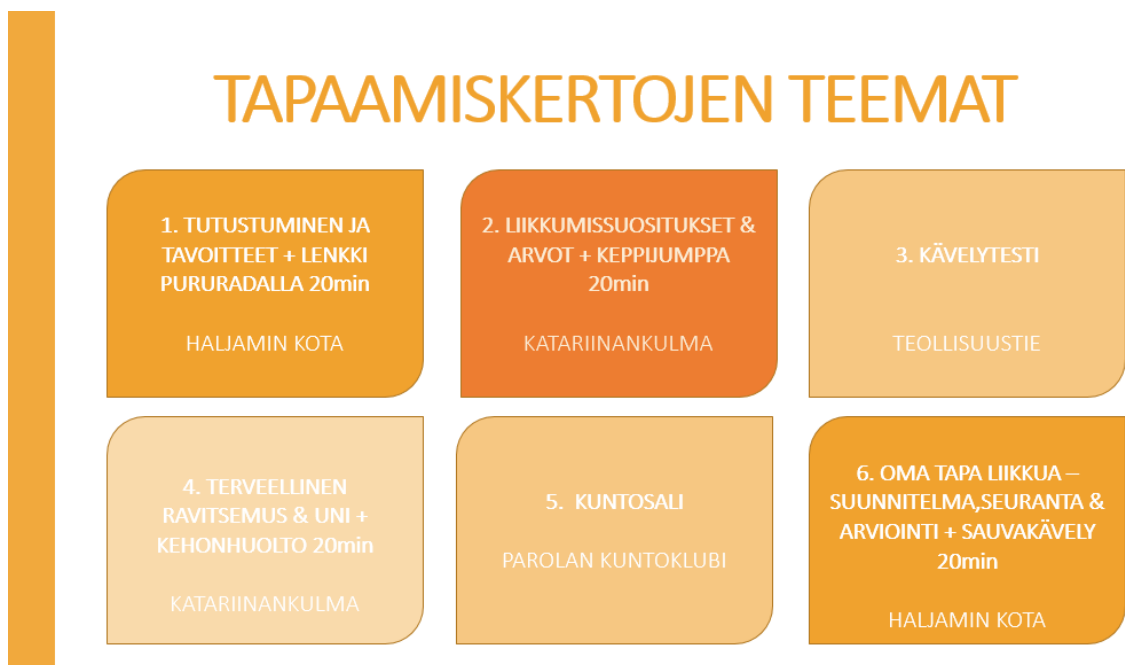 TAPAAMISKERTOJEN TEEMAT
1. TUTUSTUMINEN JA
TAVOITTEET + LENKKI
PURURADALLA 20min
HALJAMIN KOTA
2. LIIKKUMISSUOSITUKSET &
ARVOT + KEPPIJUMPPA
20min
KATARIINANKULMA
3. KÄVELYTESTI
TEOLLISUUSTIE
4. TERVEELLINEN
RAVITSEMUS & UNI +
KEHONHUOLTO 20min
KATARIINANKULMA
5. KUNTOSALI
PAROLAN KUNTOKLUBI
6. OMA TAPA LIIKKUA –
SUUNNITELMA,SEURANTA &
ARVIOINTI + SAUVAKÄVELY
20min
HALJAMIN KOTA